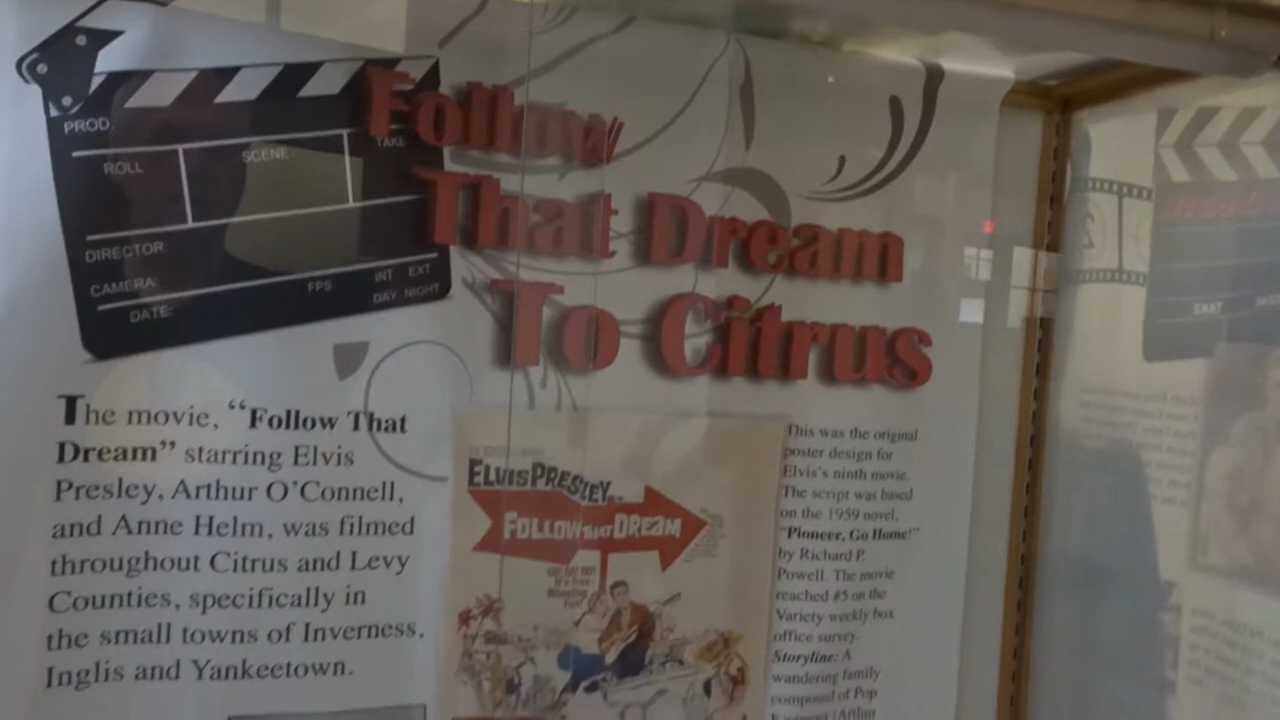 PROD.
ROLL
SCENE:
TAKE
DIRECTOR:
CAMERA:
DATE:
FPS
INT EXT
DAY NIGHT
Follow
That Dream
To Citrus
The movie, “Follow That
Dream” starring Elvis
Presley, Arthur O’Connell,
and Anne Helm, was filmed
throughout Citrus and Levy
Counties, specifically in
the small towns of Inverness,
Inglis and Yankeetown.
ELVIS PRESLEY
FOLLOW THAT DREAM
This was the original
poster design for
Elvis’s ninth movie.
The script was based
on the 1959 novel,
“Pioneer, Go Home!”
by Richard P.
Powell. The movie
reached #5 on the
Variety weekly box
office survey.
Storyline: A
wandering family
composed of Pop
(Arthur